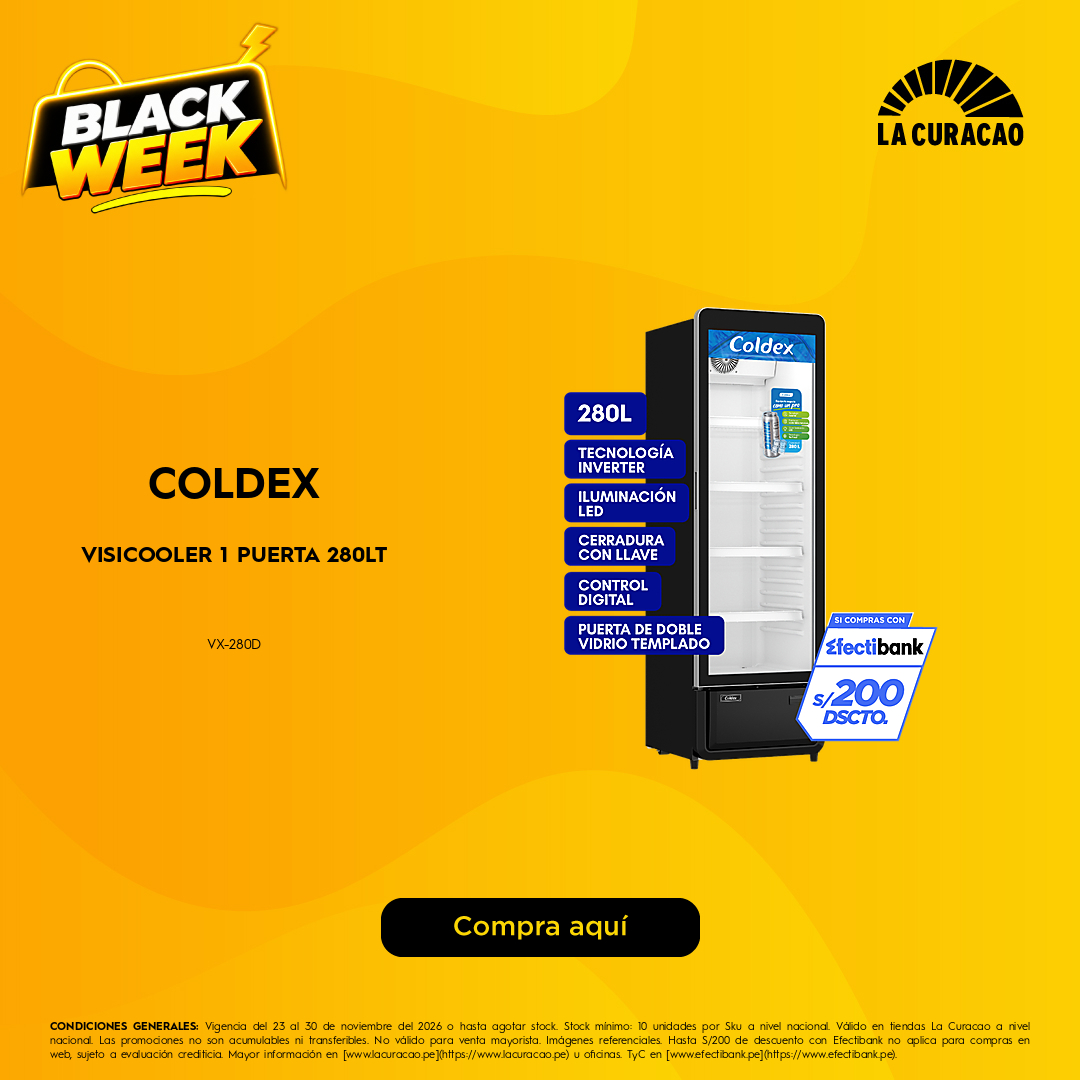 BLACK
WEEK
LA CURACAO
Coldex
280L
TECNOLOGÍA
INVERTER
ILUMINACIÓN
LED
CERRADURA
CON LLAVE
CONTROL
DIGITAL
PUERTA DE DOBLE
VIDRIO TEMPLADO
COLDEX
VISICOOLER 1 PUERTA 280LT
VX-280D
SI COMPRAS CON
Efectibank
S/200
DSCTO.
Compra aquí
CONDICIONES GENERALES: Vigencia del 23 al 30 de noviembre del 2026 o hasta agotar stock. Stock mínimo: 10 unidades por Sku a nivel nacional. Válido en tiendas La Curacao a nivel
nacional. Las promociones no son acumulables ni transferibles. No válido para venta mayorista. Imágenes referenciales. Hasta S/200 de descuento con Efectibank no aplica para compras en
web, sujeto a evaluación crediticia. Mayor información en [www.lacuracao.pe](https://www.lacuracao.pe) u oficinas. TyC en [www.efectibank.pe](https://www.efectibank.pe).